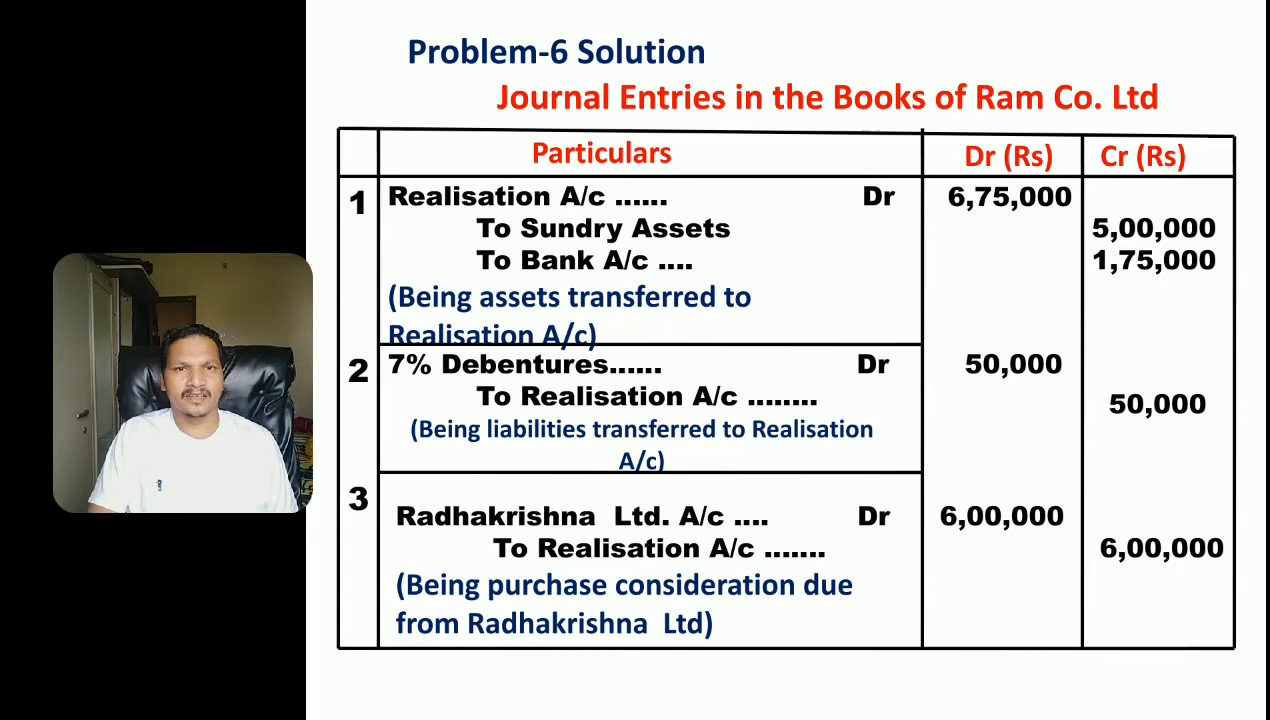 Problem-6 Solution
Journal Entries in the Books of Ram Co. Ltd
Particulars Dr (Rs) Cr (Rs)
1 Realisation A/c ...... Dr 6,75,000
To Sundry Assets 5,00,000
To Bank A/c .... 1,75,000
(Being assets transferred to
Realisation A/c)
2 7% Debentures...... Dr 50,000
To Realisation A/c ........ 50,000
(Being liabilities transferred to Realisation
A/c)
3
Radhakrishna Ltd. A/c .... Dr 6,00,000
To Realisation A/c ....... 6,00,000
(Being purchase consideration due
from Radhakrishna Ltd)